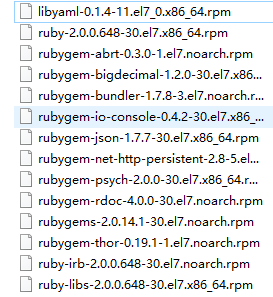 libyaml-0.1.4-11.el7_0.x86_64.rpm
ruby-2.0.0.648-30.el7.x86_64.rpm
rubygem-abrt-0.3.0-1.el7.noarch.rpm
rubygem-bigdecimal-1.2.0-30.el7.x86...
rubygem-bundler-1.7.8-3.el7.noarch.r...
rubygem-io-console-0.4.2-30.el7.x86_...
rubygem-json-1.7.7-30.el7.x86_64.rpm
rubygem-net-http-persistent-2.8-5.el...
rubygem-psych-2.0.0-30.el7.x86_64.r...
rubygem-rdoc-4.0.0-30.el7.noarch.rpm
rubygems-2.0.14.1-30.el7.noarch.rpm
rubygem-thor-0.19.1-1.el7.noarch.rpm
ruby-irb-2.0.0.648-30.el7.noarch.rpm
ruby-libs-2.0.0.648-30.el7.x86_64.rpm